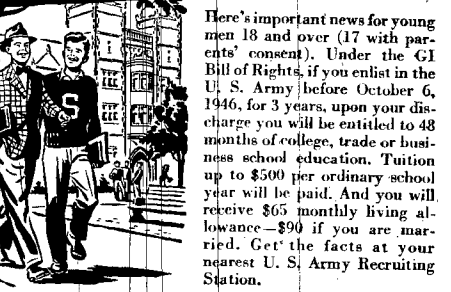 S
Here's important news for young
men 18 and over (17 with par-
ents' consent). Under the GI
Bill of Rights, if you enlist in the
U. S. Army before October 6,
1946, for 3 years, upon your dis-
charge you will be entitled to 48
months of college, trade or busi-
ness school education. Tuition
up to $500 per ordinary school
year will be paid. And you will
receive $65 monthly living al-
lowance—$90 if you are mar-
ried. Get the facts at your
nearest U. S. Army Recruiting
Station.